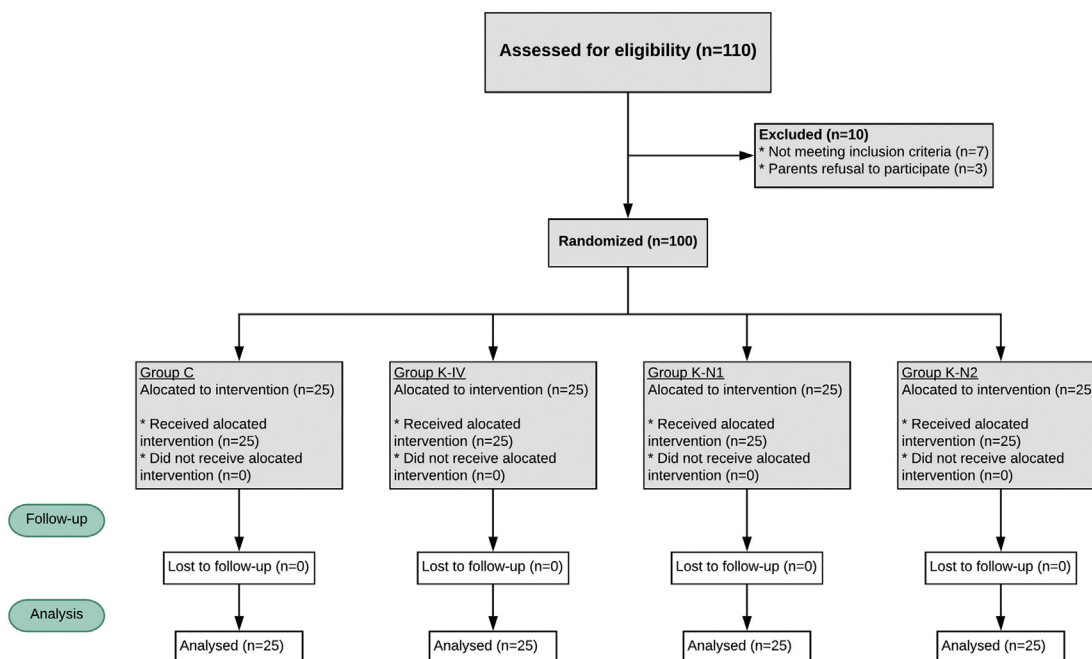 Assessed for eligibility (n=110)
Excluded (n=10)
* Not meeting inclusion criteria (n=7)
* Parents refusal to participate (n=3)
Randomized (n=100)
Group C
Alocated to intervention (n=25)
* Received alocated
intervention (n=25)
* Did not receive alocated
intervention (n=0)
Group K-IV
Alocated to intervention (n=25)
* Received alocated
intervention (n=25)
* Did not receive alocated
intervention (n=0)
Group K-N1
Alocated to intervention (n=25)
* Received alocated
intervention (n=25)
* Did not receive alocated
intervention (n=0)
Group K-N2
Alocated to intervention (n=25
* Received alocated
intervention (n=25)
* Did not receive alocated
intervention (n=0)
Follow-up
Lost to follow-up (n=0)
Lost to follow-up (n=0)
Lost to follow-up (n=0)
Lost to follow-up (n=0)
Analysis
Analysed (n=25)
Analysed (n=25)
Analysed (n=25)
Analysed (n=25)